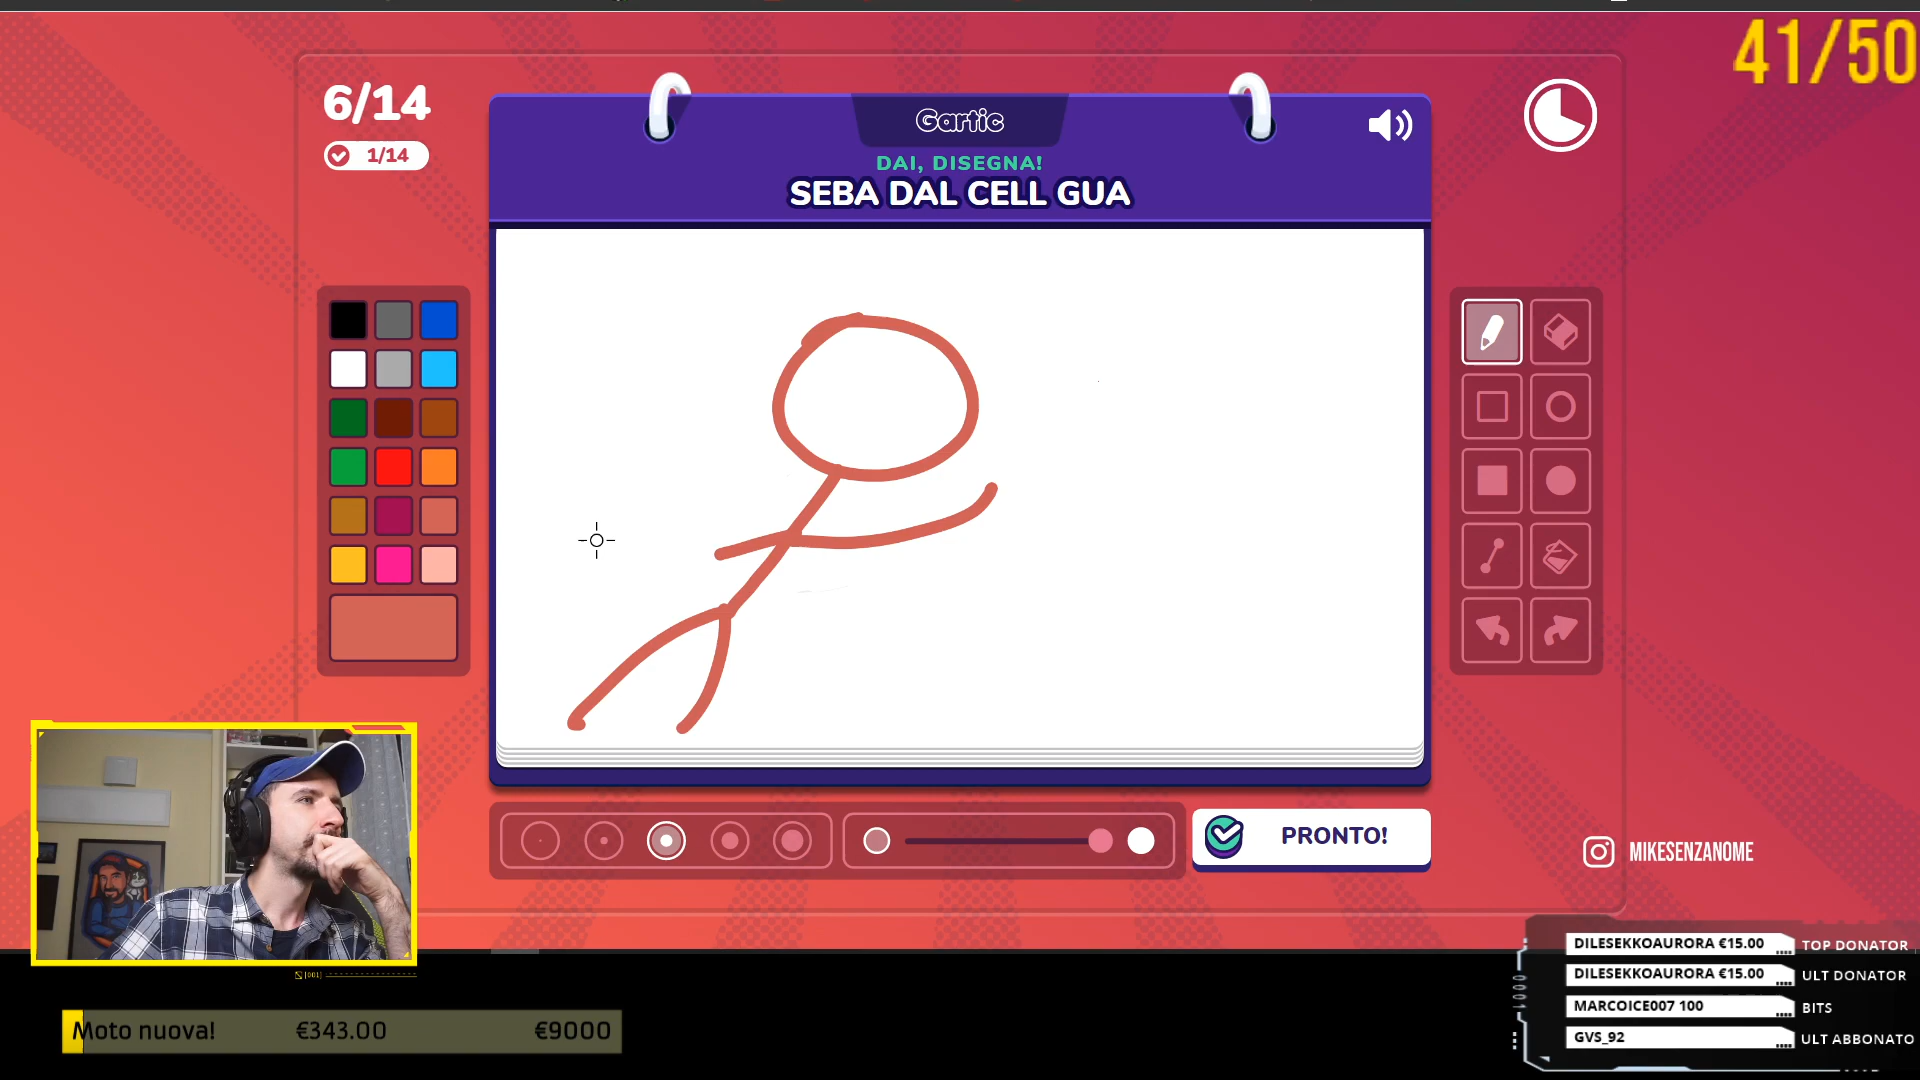 41/50
6/14
1/14
Gartic
DAI, DISEGNA!
SEBA DAL CELL GUA
PRONTO!
MIKESENZANOME
DILESEKKOAURORA €15.00 TOP DONATOR
DILESEKKOAURORA €15.00 ULT DONATOR
MARCOICE007 100 BITS
GVS_92 ULT ABBONATO
Moto nuova! €343.00 €9000